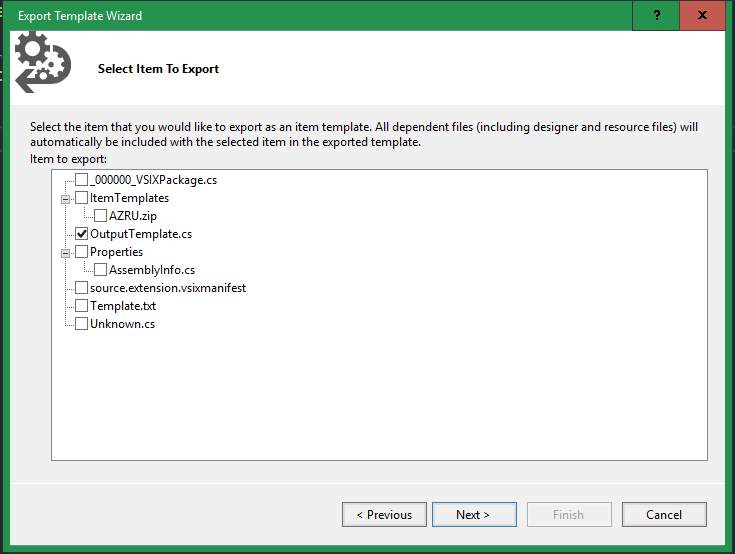 Export Template Wizard
? X
Select Item To Export
Select the item that you would like to export as an item template. All dependent files (including designer and resource files) will
automatically be included with the selected item in the exported template.
Item to export:
_000000_VSIXPackage.cs
ItemTemplates
AZRU.zip
OutputTemplate.cs
Properties
AssemblyInfo.cs
source.extension.vsixmanifest
Template.txt
Unknown.cs
< Previous Next > Finish Cancel